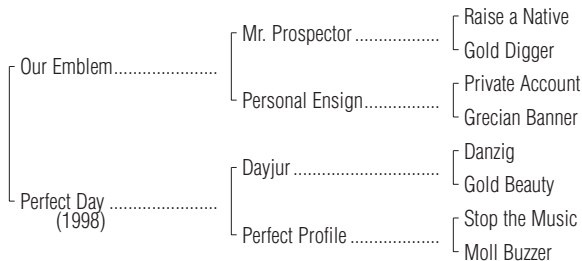 Raise a Native
Mr. Prospector ..................
Gold Digger
Our Emblem......................
Private Account
Personal Ensign................
Grecian Banner
Danzig
Dayjur ...............................
Gold Beauty
Perfect Day .......................
(1998)
Stop the Music
Perfect Profile ....................
Moll Buzzer